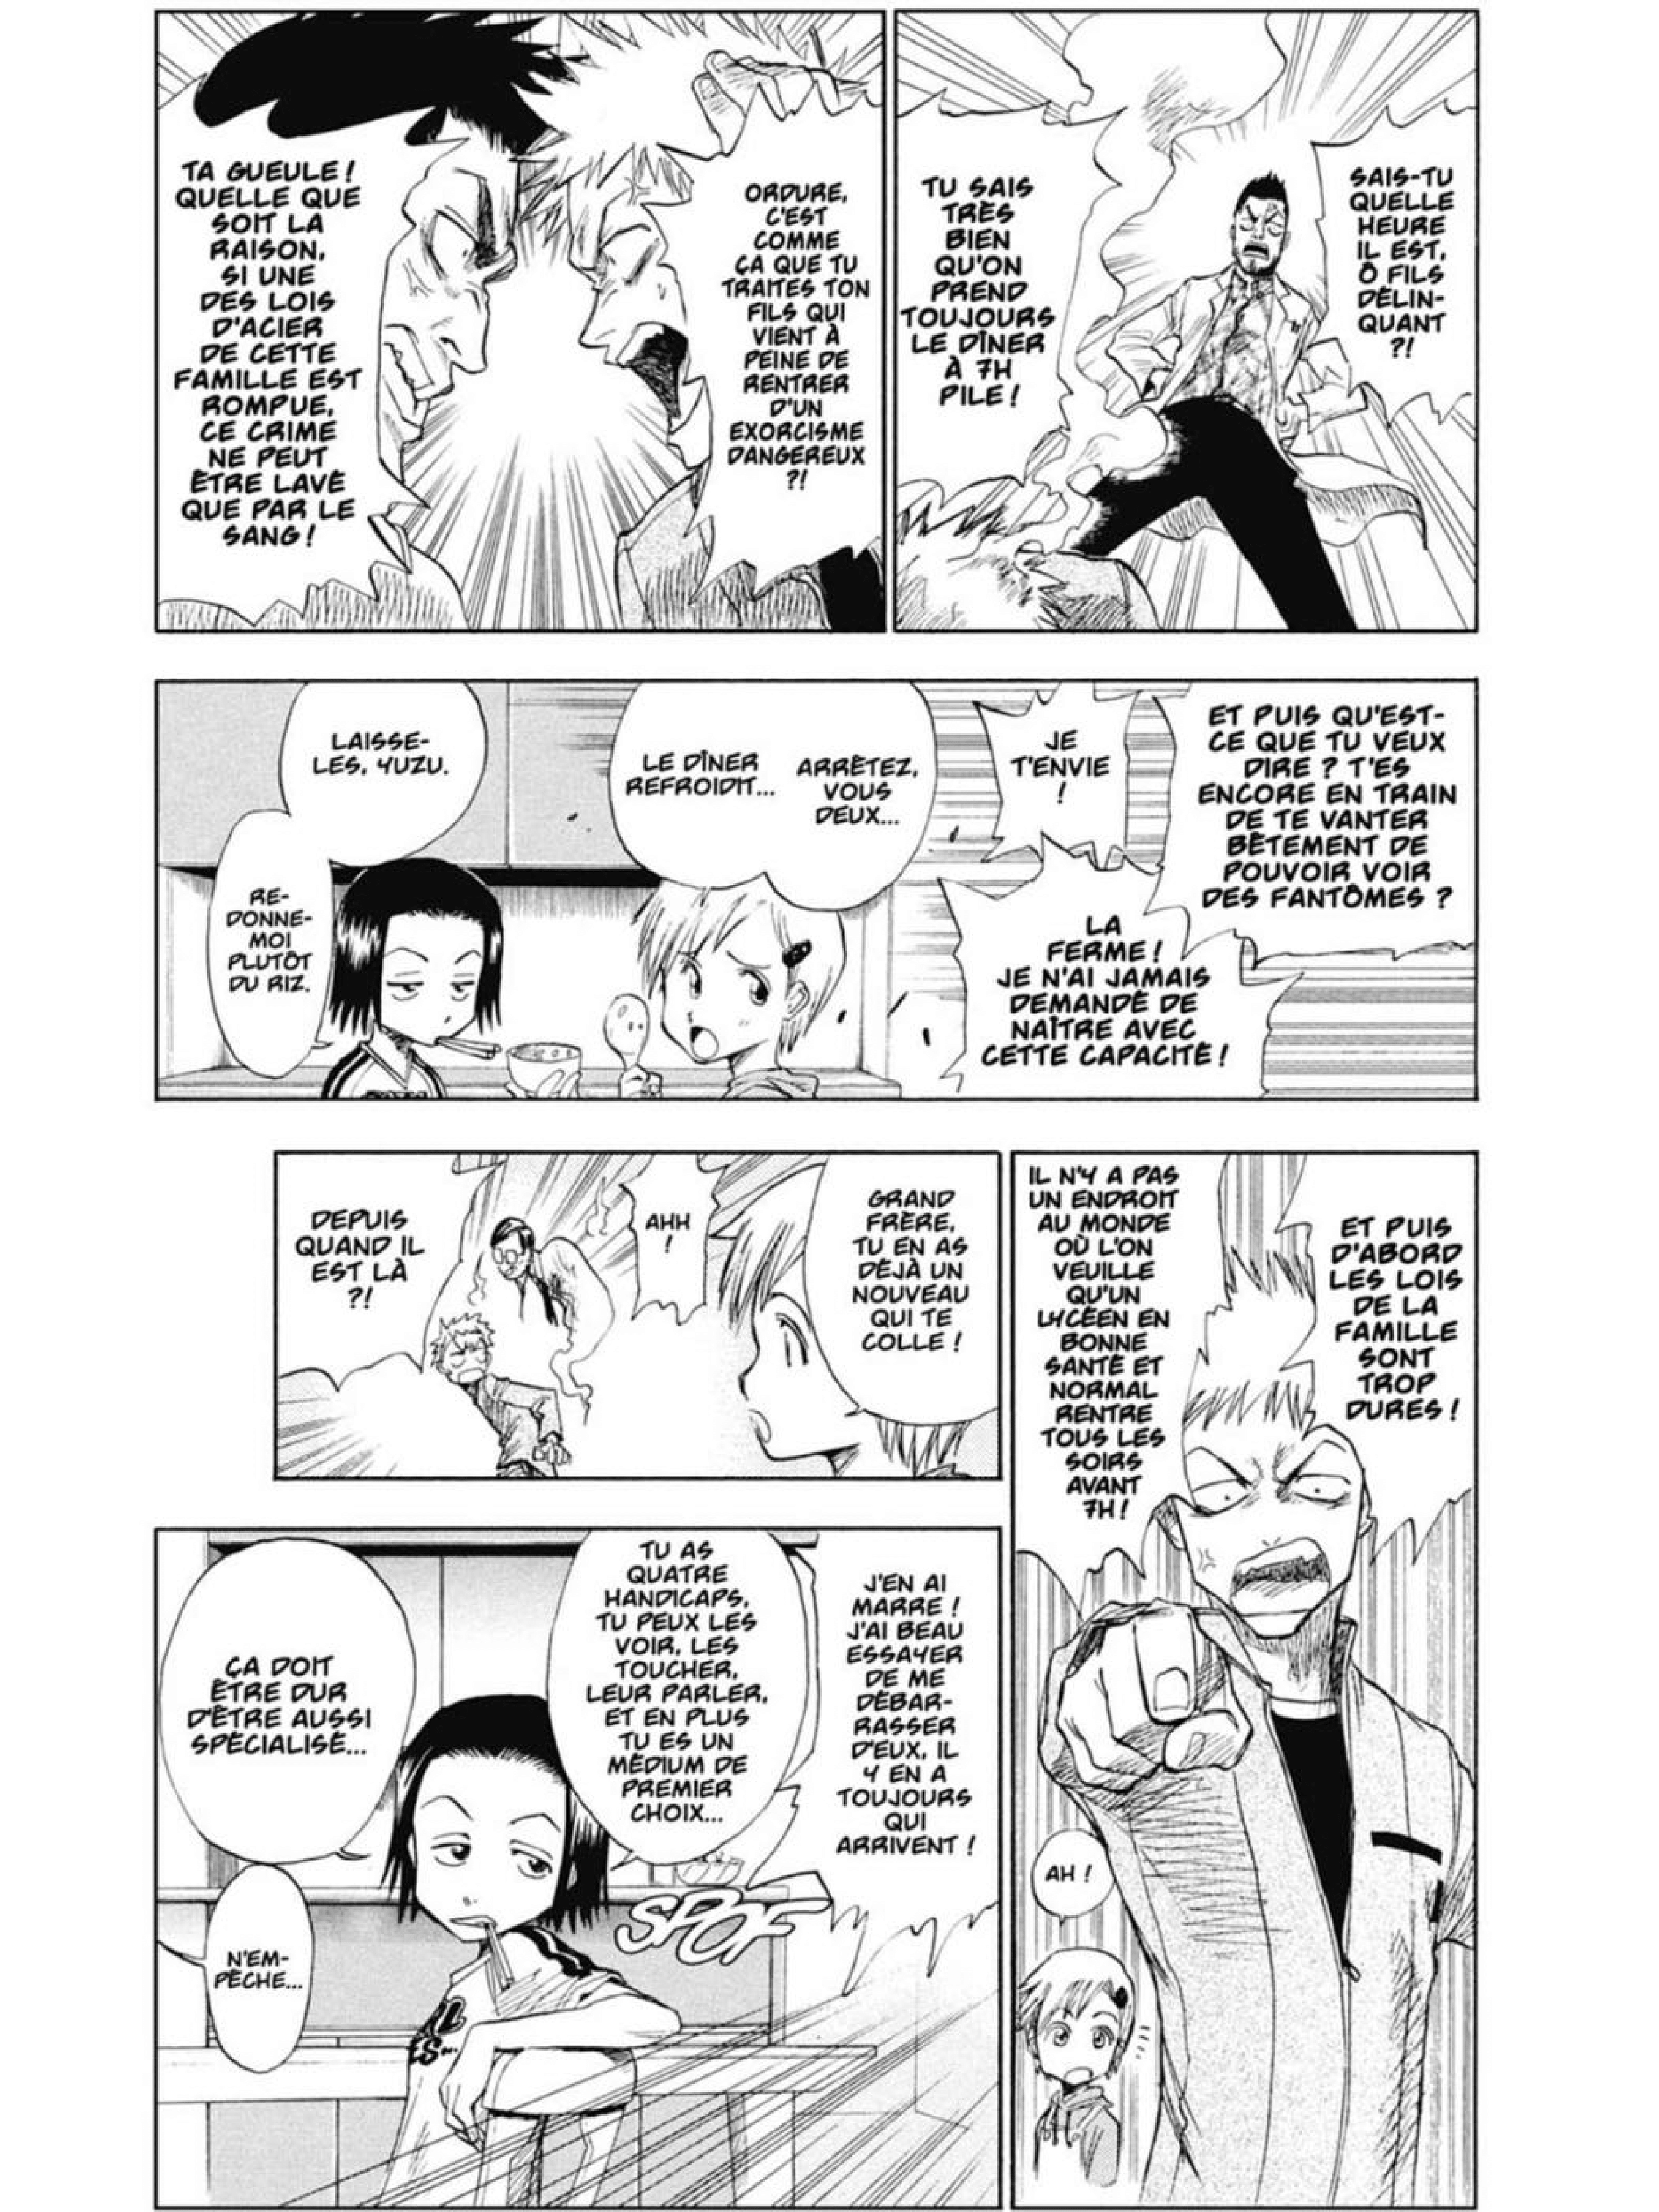 SAIS-TU
QUELLE
HEURE
IL EST,
Ô FILS
DÉLIN-
QUANT
?!
TU SAIS
TRÈS
BIEN
QU'ON
PREND
TOUJOURS
LE DÎNER
À 7H
PILE !
ORDURE,
C'EST
COMME
ÇA QUE TU
TRAITES TON
FILS QUI
VIENT À
PEINE DE
RENTRER
D'UN
EXORCISME
DANGEREUX
?!
TA GUEULE !
QUELLE QUE
SOIT LA
RAISON,
SI UNE
DES LOIS
D'ACIER
DE CETTE
FAMILLE EST
ROMPUE,
CE CRIME
NE PEUT
ÊTRE LAVÉ
QUE PAR LE
SANG !
ET PUIS QU'EST-
CE QUE TU VEUX
DIRE ? T'ES
ENCORE EN TRAIN
DE TE VANTER
BÊTEMENT DE
POUVOIR VOIR
DES FANTÔMES ?
JE
T'ENVIE
!
LA
FERME !
JE N'AI JAMAIS
DEMANDÉ DE
NAÎTRE AVEC
CETTE CAPACITÉ !
ARRÊTEZ,
VOUS
DEUX...
LE DÎNER
REFROIDIT...
LAISSE-
LES, YUZU.
RE-
DONNE-
MOI
PLUTÔT
DU RIZ.
ET PUIS
D'ABORD
LES LOIS
DE LA
FAMILLE
SONT
TROP
DURES !
IL N'Y A PAS
UN ENDROIT
AU MONDE
OÙ L'ON
VEUILLE
QU'UN
LYCÉEN EN
BONNE
SANTÉ ET
NORMAL
RENTRE
TOUS LES
SOIRS
AVANT
7H !
AH !
GRAND
FRÈRE,
TU EN AS
DÉJÀ UN
NOUVEAU
QUI TE
COLLE !
AHH
!
DEPUIS
QUAND IL
EST LÀ
?!
J'EN AI
MARRE !
J'AI BEAU
ESSAYER
DE ME
DÉBAR-
RASSER
D'EUX, IL
Y EN A
TOUJOURS
QUI
ARRIVENT !
SPOF
TU AS
QUATRE
HANDICAPS,
TU PEUX LES
VOIR, LES
TOUCHER,
LEUR PARLER,
ET EN PLUS
TU ES UN
MÉDIUM DE
PREMIER
CHOIX...
ÇA DOIT
ÊTRE DUR
D'ÊTRE AUSSI
SPÉCIALISÉ...
N'EM-
PÊCHE...